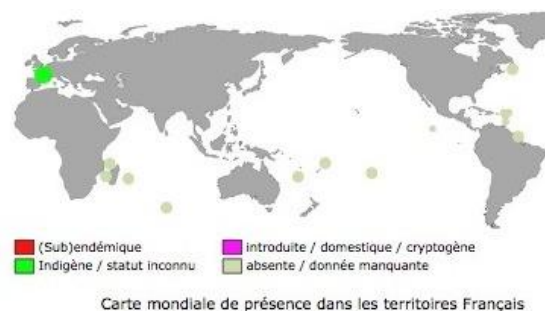 (Sub)endémique
introduite / domestique / cryptogène
Indigène / statut inconnu
absente / donnée manquante
Carte mondiale de présence dans les territoires Français